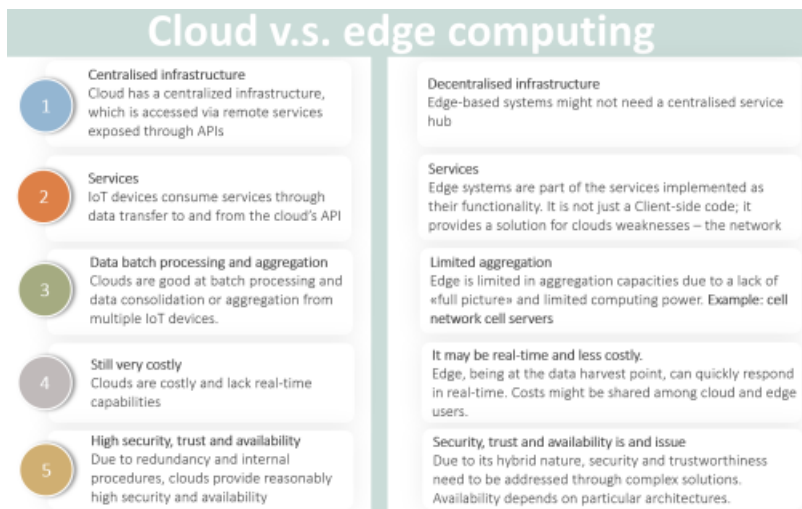 Cloud v.s. edge computing
1
Centralised infrastructure
Cloud has a centralized infrastructure,
which is accessed via remote services
exposed through APIs
Decentralised infrastructure
Edge-based systems might not need a centralised service
hub
2
Services
IoT devices consume services through
data transfer to and from the cloud's API
Services
Edge systems are part of the services implemented as
their functionality. It is not just a Client-side code; it
provides a solution for clouds weaknesses – the network
3
Data batch processing and aggregation
Clouds are good at batch processing and
data consolidation or aggregation from
multiple IoT devices.
Limited aggregation
Edge is limited in aggregation capacities due to a lack of
«full picture» and limited computing power. Example: cell
network cell servers
4
Still very costly
Clouds are costly and lack real-time
capabilities
It may be real-time and less costly.
Edge, being at the data harvest point, can quickly respond
in real-time. Costs might be shared among cloud and edge
users.
5
High security, trust and availability
Due to redundancy and internal
procedures, clouds provide reasonably
high security and availability
Security, trust and availability is and issue
Due to its hybrid nature, security and trustworthiness
need to be addressed through complex solutions.
Availability depends on particular architectures.